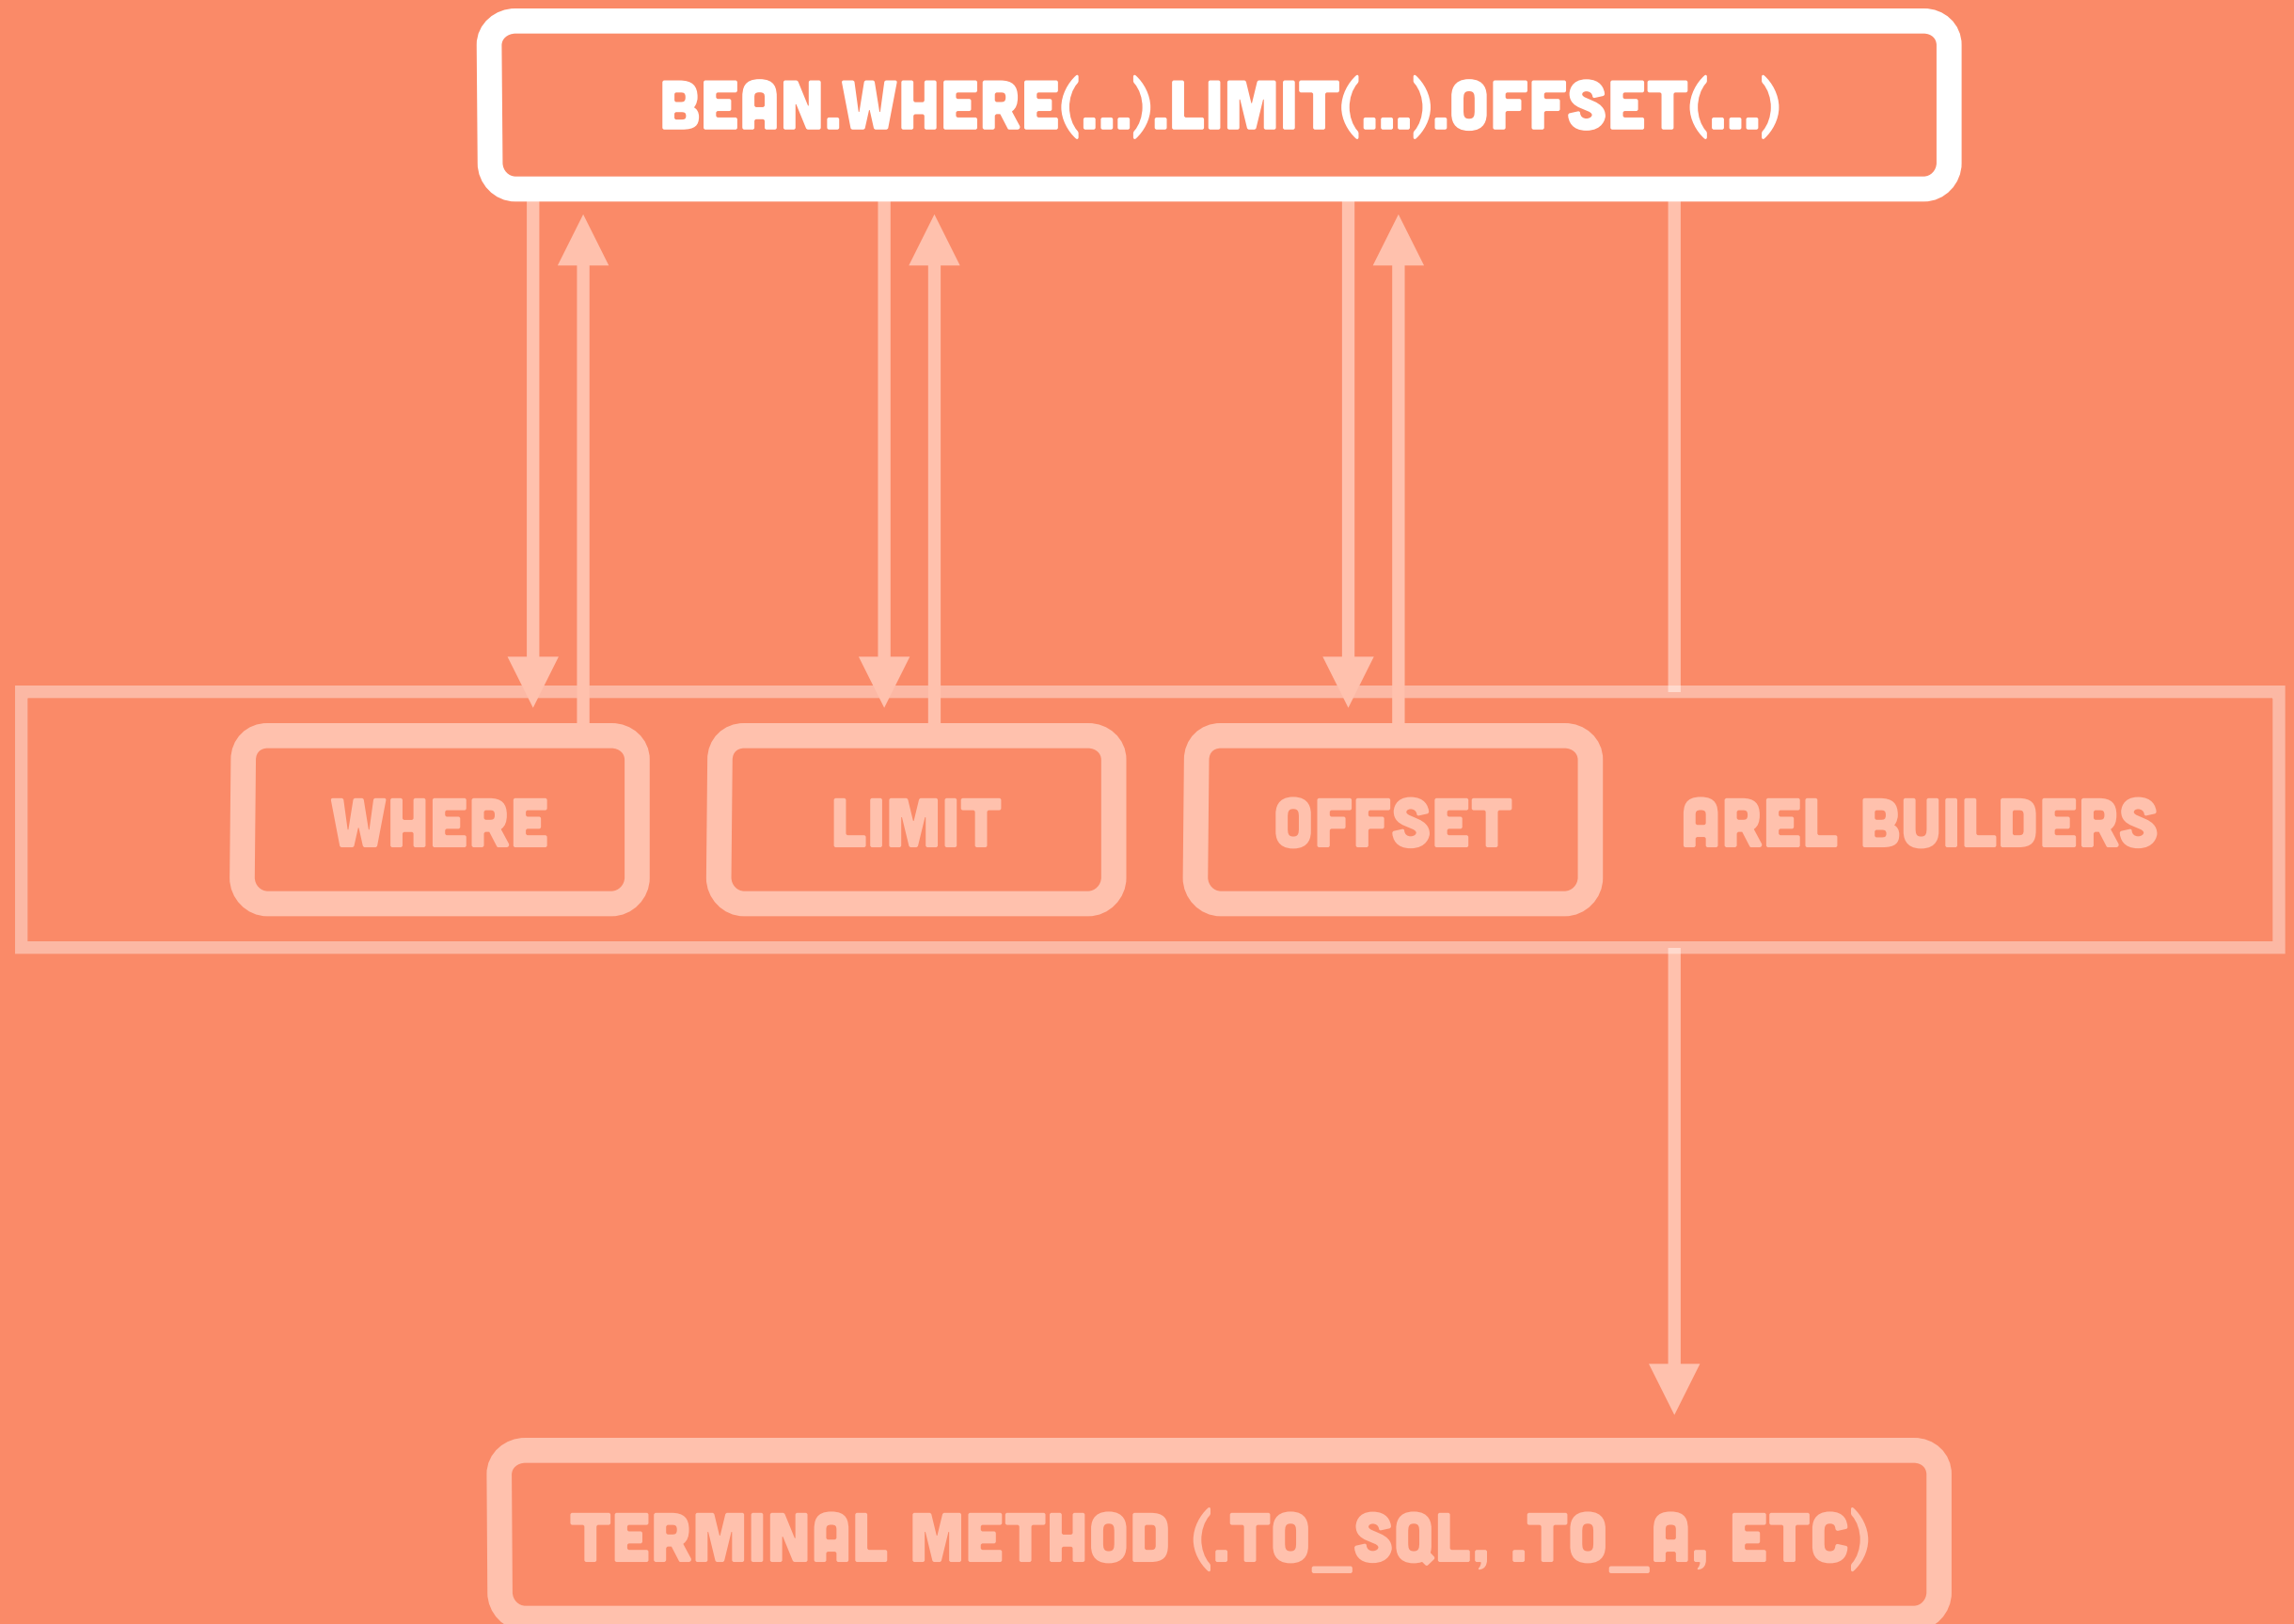 BEAN.WHERE(...).LIMIT(...).OFFSET(...)
WHERE
LIMIT
OFFSET
AREL BUILDERS
TERMINAL METHOD (.TO_SQL, .TO_A, ETC)